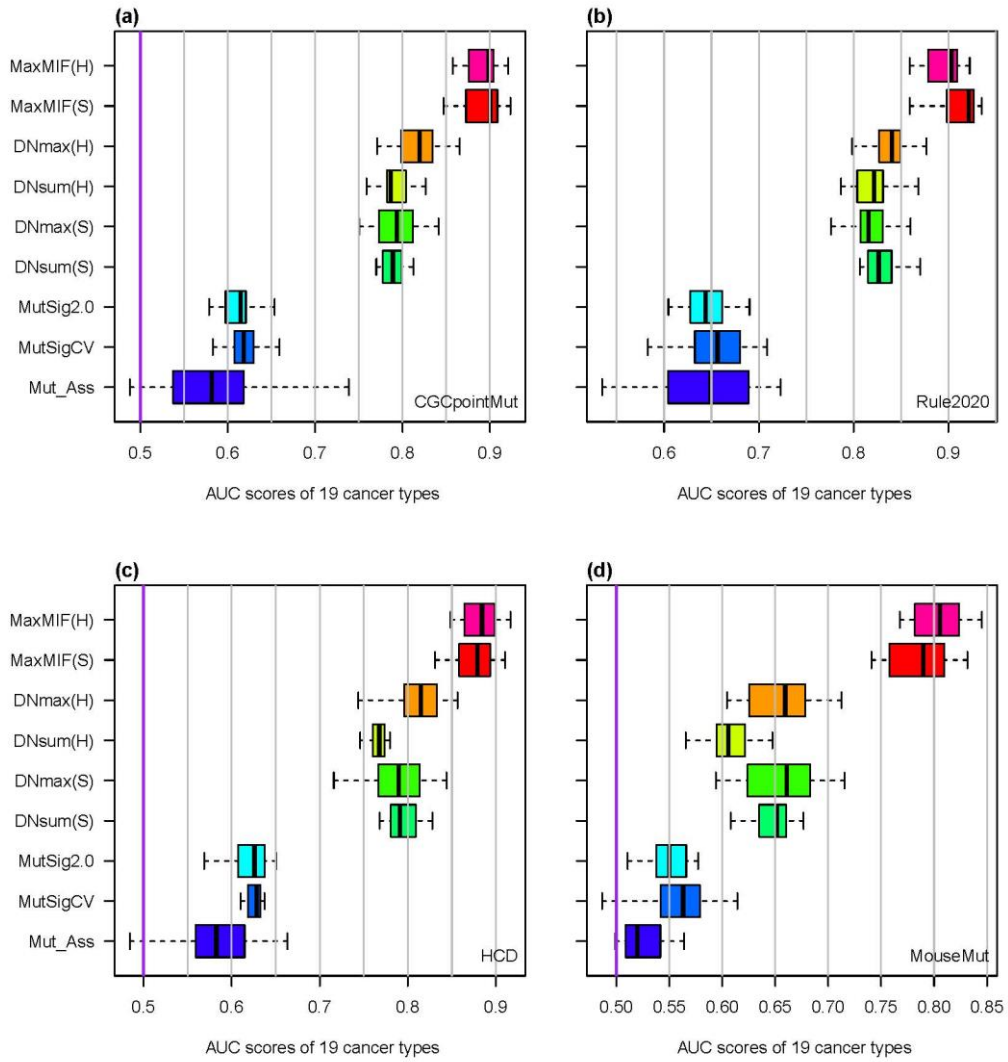 (a)
(b)
MaxMIF(H)
MaxMIF(S)
DNmax(H)
DNsum(H)
DNmax(S)
DNsum(S)
MutSig2.0
MutSigCV
Mut_Ass
CGCpointMut
Rule2020
0.5 0.6 0.7 0.8 0.9
0.6 0.7 0.8 0.9
AUC scores of 19 cancer types
AUC scores of 19 cancer types
(c)
(d)
MaxMIF(H)
MaxMIF(S)
DNmax(H)
DNsum(H)
DNmax(S)
DNsum(S)
MutSig2.0
MutSigCV
Mut_Ass
HCD
MouseMut
0.5 0.6 0.7 0.8 0.9
0.50 0.55 0.60 0.65 0.70 0.75 0.80 0.85
AUC scores of 19 cancer types
AUC scores of 19 cancer types